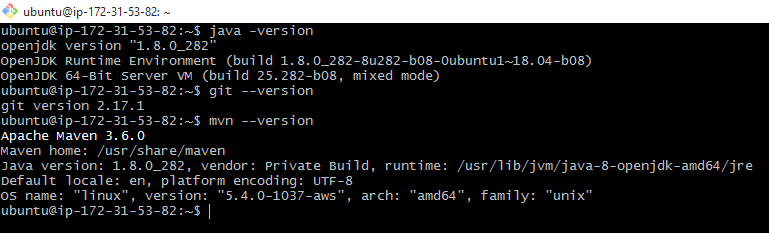 ubuntu@ip-172-31-53-82: ~
ubuntu@ip-172-31-53-82:~$ java -version
openjdk version "1.8.0_282"
OpenJDK Runtime Environment (build 1.8.0_282-8u282-b08-0ubuntu1~18.04-b08)
OpenJDK 64-Bit Server VM (build 25.282-b08, mixed mode)
ubuntu@ip-172-31-53-82:~$ git --version
git version 2.17.1
ubuntu@ip-172-31-53-82:~$ mvn --version
Apache Maven 3.6.0
Maven home: /usr/share/maven
Java version: 1.8.0_282, vendor: Private Build, runtime: /usr/lib/jvm/java-8-openjdk-amd64/jre
Default locale: en, platform encoding: UTF-8
OS name: "linux", version: "5.4.0-1037-aws", arch: "amd64", family: "unix"
ubuntu@ip-172-31-53-82:~$